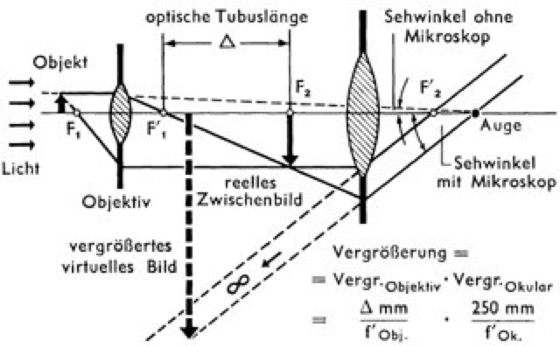 optische Tubuslänge
Δ
Sehwinkel ohne
Mikroskop
Objekt
F₂
F'₂
F₁
F'₁
Auge
Licht
Objektiv
reelles
Zwischenbild
Sehwinkel
mit Mikroskop
vergrößertes
virtuelles Bild
∞
Vergrößerung =
= Vergr.Objektiv · Vergr.Okular
= Δ mm / f'Obj. · 250 mm / f'Ok.